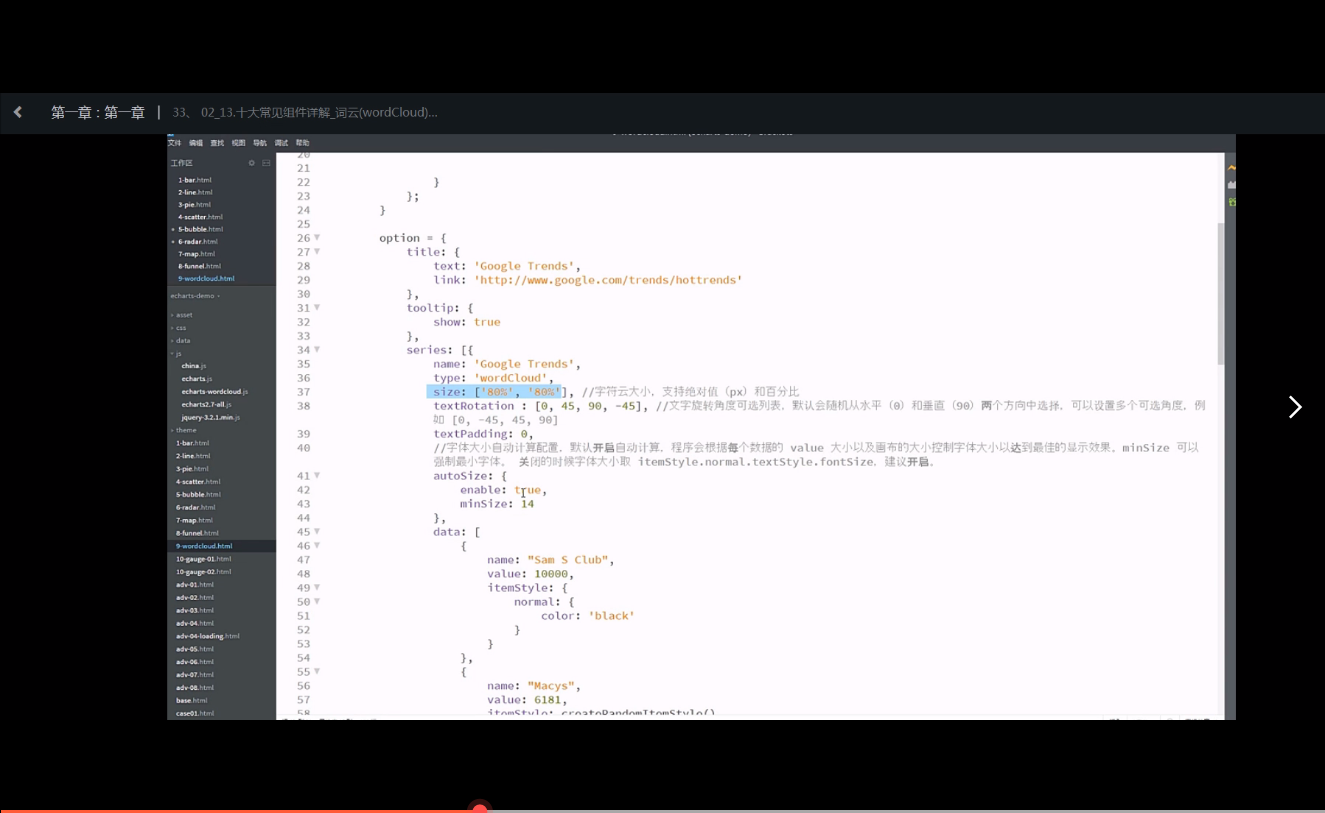 第一章 : 第一章 | 33、 02_13.十大常见组件详解_词云(wordCloud)...
文件 编辑 查找 视图 导航 调试 帮助
工作区
1-bar.html
2-line.html
3-pie.html
4-scatter.html
5-bubble.html
6-radar.html
7-map.html
8-funnel.html
9-wordcloud.html
echarts-demo
asset
css
data
js
china.js
echarts.js
echarts-wordcloud.js
echarts2.7-all.js
jquery-3.2.1.min.js
theme
1-bar.html
2-line.html
3-pie.html
4-scatter.html
5-bubble.html
6-radar.html
7-map.html
8-funnel.html
9-wordcloud.html
10-gauge-01.html
10-gauge-02.html
adv-01.html
adv-02.html
adv-03.html
adv-04.html
adv-04-loading.html
adv-05.html
adv-06.html
adv-07.html
adv-08.html
base.html
case01.html
20
21
22 }
23 };
24 }
25
26 option = {
27 title: {
28 text: 'Google Trends',
29 link: 'http://www.google.com/trends/hottrends'
30 },
31 tooltip: {
32 show: true
33 },
34 series: [{
35 name: 'Google Trends',
36 type: 'wordCloud',
37 size: ['80%', '80%'], //字符云大小，支持绝对值（px）和百分比
38 textRotation : [0, 45, 90, -45], //文字旋转角度可选列表，默认会随机从水平（0）和垂直（90）两个方向中选择，可以设置多个可选角度，例
如 [0, -45, 45, 90]
39 textPadding: 0,
40 //字体大小自动计算配置，默认开启自动计算，程序会根据每个数据的 value 大小以及画布的大小控制字体大小以达到最佳的显示效果，minSize 可以
强制最小字体。 关闭的时候字体大小取 itemStyle.normal.textStyle.fontSize，建议开启。
41 autoSize: {
42 enable: true,
43 minSize: 14
44 },
45 data: [
46 {
47 name: "Sam S Club",
48 value: 10000,
49 itemStyle: {
50 normal: {
51 color: 'black'
52 }
53 }
54 },
55 {
56 name: "Macys",
57 value: 6181,
58 itemStyle: createRandomItemStyle()